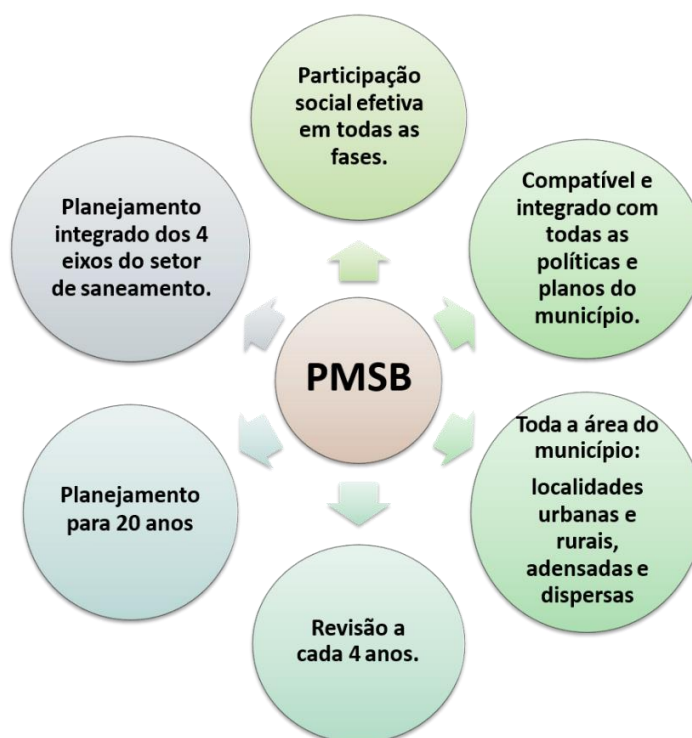 Participação
social efetiva
em todas as
fases.
Compatível e
integrado com
todas as
políticas e
planos do
município.
Toda a área do
município:
localidades
urbanas e
rurais,
adensadas e
dispersas
Revisão a
cada 4 anos.
Planejamento
para 20 anos
Planejamento
integrado dos 4
eixos do setor
de saneamento.
PMSB